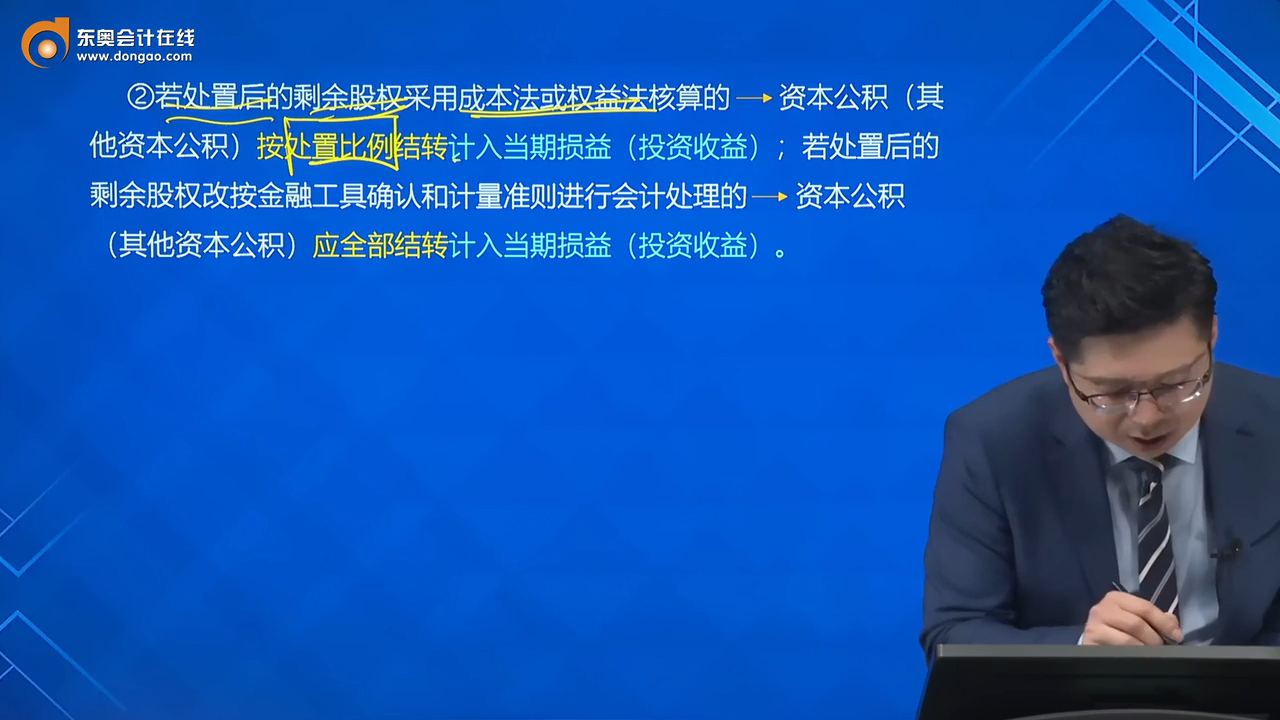 东奥会计在线
www.dongao.com
②若处置后的剩余股权采用成本法或权益法核算的→资本公积（其
他资本公积）按处置比例结转计入当期损益（投资收益）；若处置后的
剩余股权改按金融工具确认和计量准则进行会计处理的→资本公积
（其他资本公积）应全部结转计入当期损益（投资收益）。